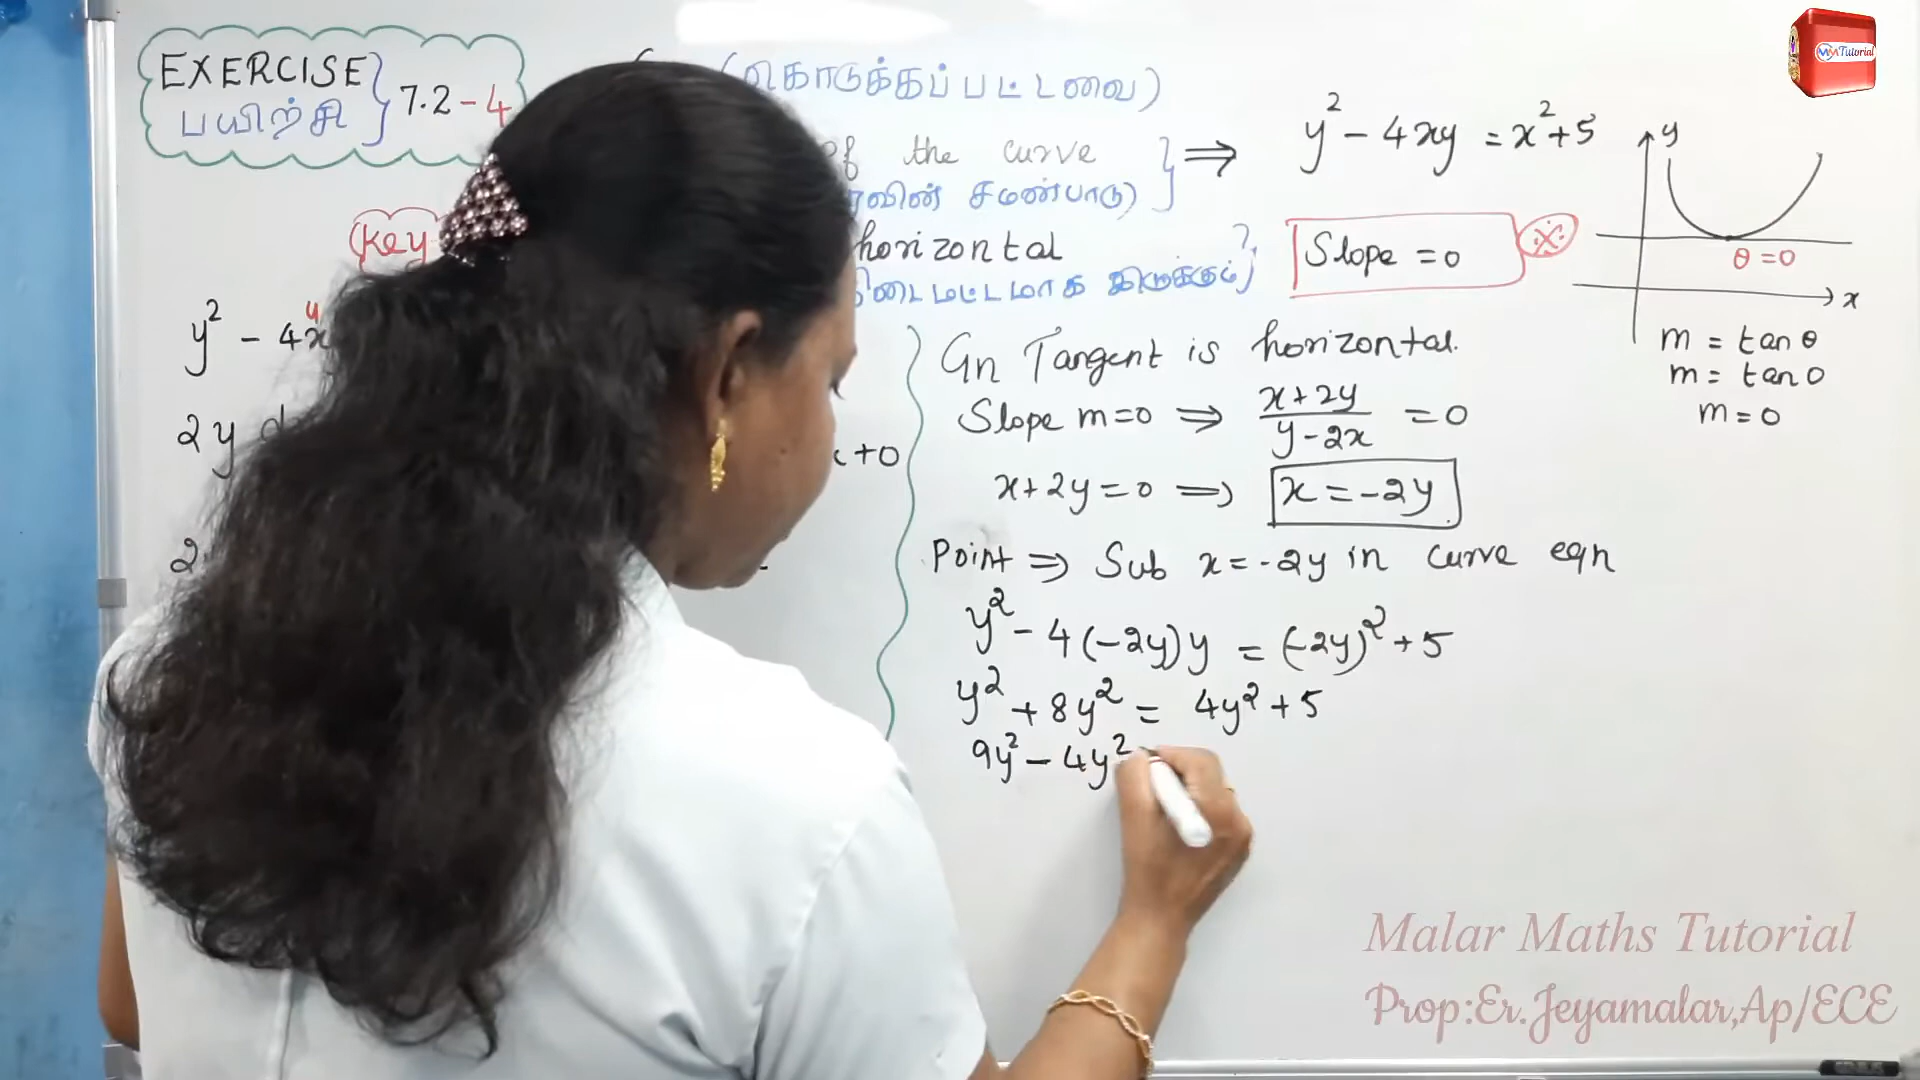 EXERCISE
பயிற்சி } 7.2-4
(கொடுக்கப்பட்டவை)
of the curve } ⇒ y² - 4xy = x² + 5
சமன்பாடு)
horizontal ?
Slope = 0
θ = 0
y
x
m = tan θ
m = tan 0
m = 0
(Key
y² - 4x
2y
+0
2
Gn Tangent is horizontal.
Slope m=0 ⇒ x+2y/y-2x = 0
x+2y = 0 ⇒ x = -2y
Point ⇒ Sub x = -2y in curve eqn
y² - 4(-2y)y = (-2y)² + 5
y² + 8y² = 4y² + 5
9y² - 4y²
MM Tutorial
Malar Maths Tutorial
Prop:Er.Jeyamalar,Ap/ECE